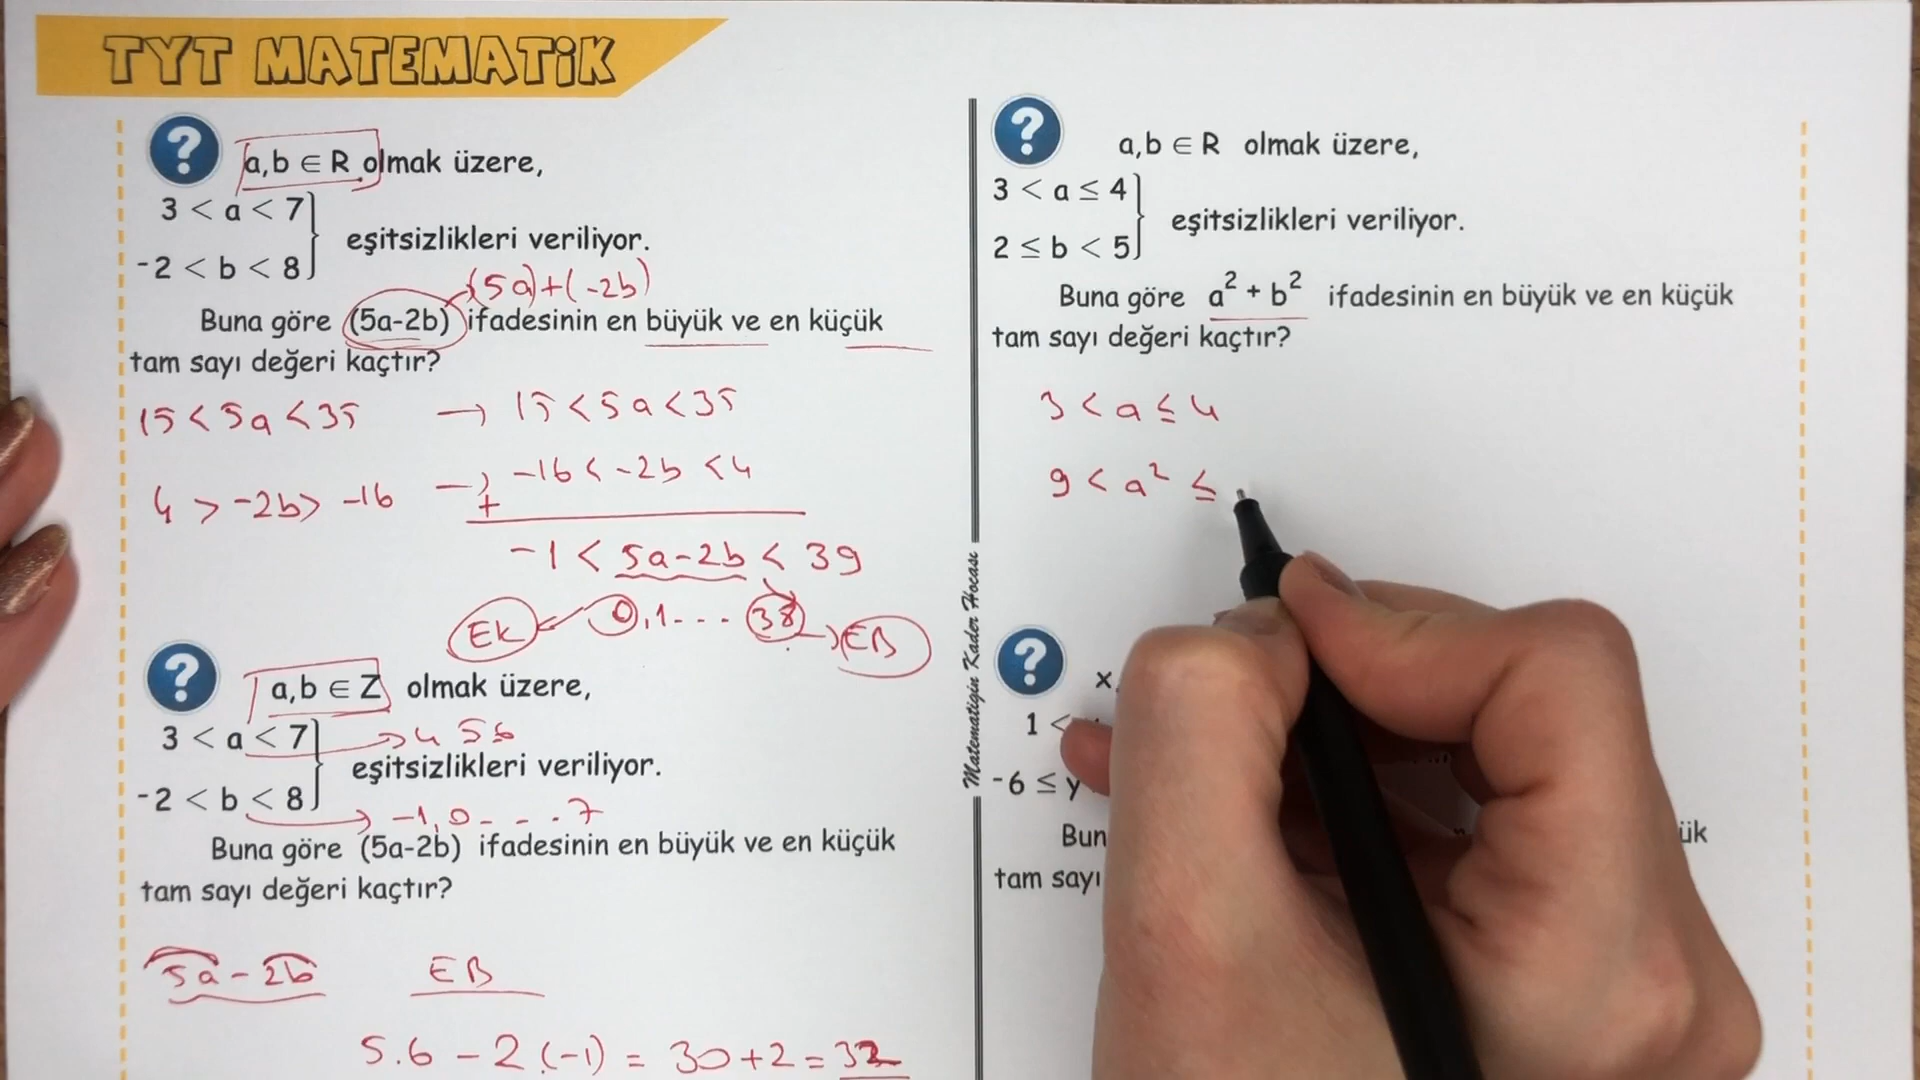 TYT MATEMATİK
a,b ∈ R olmak üzere,
3 < a < 7
-2 < b < 8
eşitsizlikleri veriliyor.
(5a)+(-2b)
Buna göre (5a-2b) ifadesinin en büyük ve en küçük
tam sayı değeri kaçtır?
15 < 5a < 35 → 15 < 5a < 35
4 > -2b > -16 → -16 < -2b < 4
+
-1 < 5a-2b < 39
EK ← 0,1... 38 → EB
a,b ∈ Z olmak üzere,
3 < a < 7 → 4 5 6
eşitsizlikleri veriliyor.
-2 < b < 8 → -1,0- - . 7
Buna göre (5a-2b) ifadesinin en büyük ve en küçük
tam sayı değeri kaçtır?
5a-2b EB
5.6 - 2.(-1) = 30+2 = 32
Matematiğin Kader Hocası
a,b ∈ R olmak üzere,
3 < a ≤ 4
2 ≤ b < 5
eşitsizlikleri veriliyor.
Buna göre a² + b² ifadesinin en büyük ve en küçük
tam sayı değeri kaçtır?
3 < a ≤ 4
9 < a² ≤
x,
1 <
-6 ≤ y
Bun ük
tam sayı